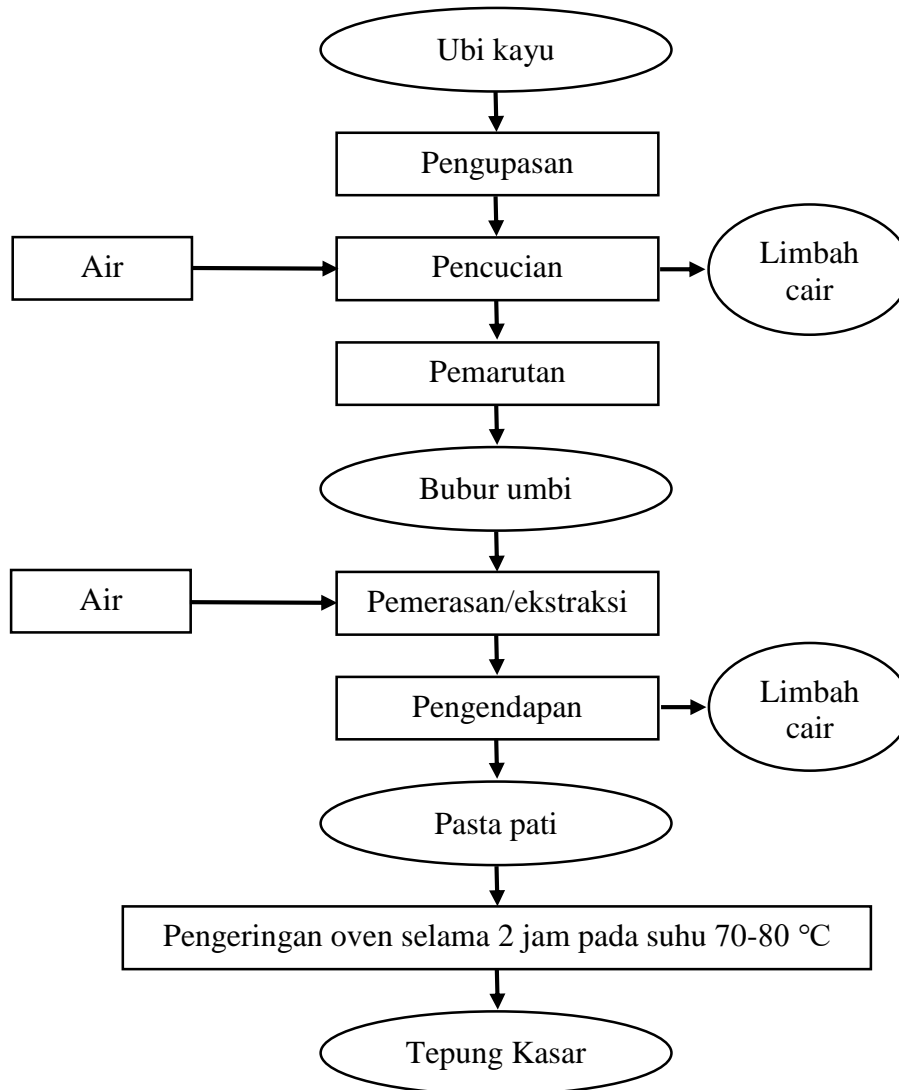 Ubi kayu
Pengupasan
Air
Pencucian
Limbah
cair
Pemarutan
Bubur umbi
Air
Pemerasan/ekstraksi
Pengendapan
Limbah
cair
Pasta pati
Pengeringan oven selama 2 jam pada suhu 70-80 °C
Tepung Kasar